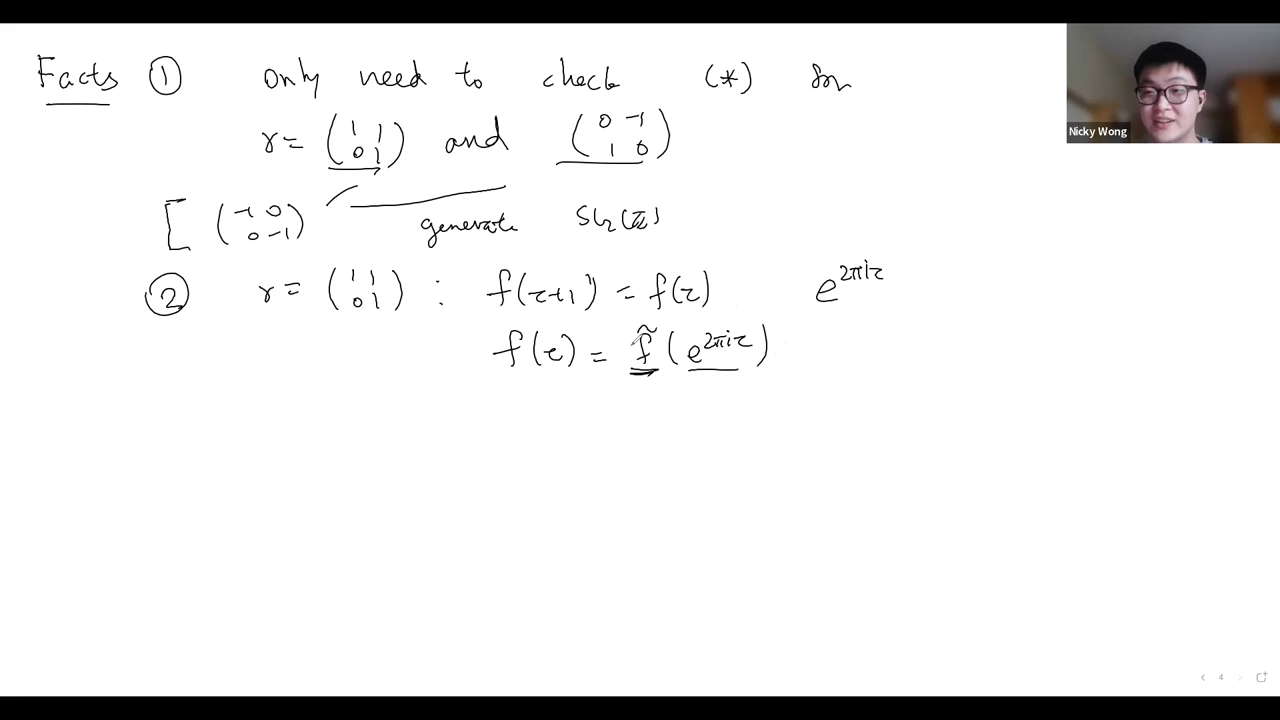 Facts ① only need to check (*) for
γ = (1 1 / 0 1) and (0 -1 / 1 0)
[ (-1 0 / 0 -1) generate SL₂(ℤ)
② γ = (1 1 / 0 1) : f(τ+1) = f(τ) e^{2πiτ}
f(τ) = f̃(e^{2πiτ})
Nicky Wong
4